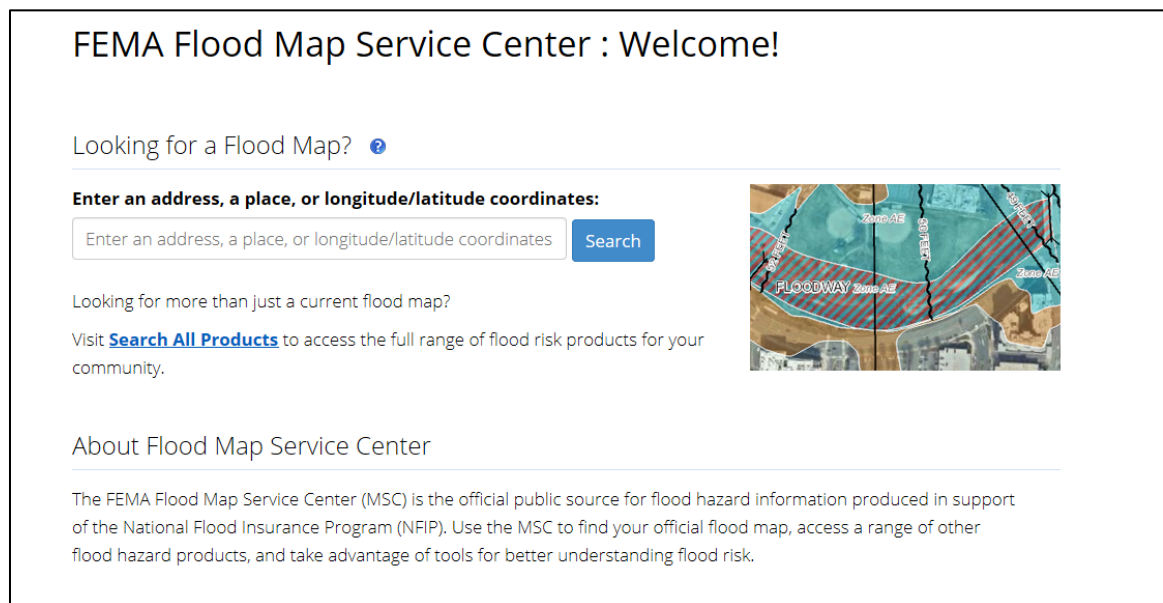 FEMA Flood Map Service Center : Welcome!
Looking for a Flood Map? ?
Enter an address, a place, or longitude/latitude coordinates:
Enter an address, a place, or longitude/latitude coordinates
Search
Zone AE
52 FEET
50 FEET
49 FEET
Zone AE
FLOODWAY Zone AE
Looking for more than just a current flood map?
Visit Search All Products to access the full range of flood risk products for your
community.
About Flood Map Service Center
The FEMA Flood Map Service Center (MSC) is the official public source for flood hazard information produced in support
of the National Flood Insurance Program (NFIP). Use the MSC to find your official flood map, access a range of other
flood hazard products, and take advantage of tools for better understanding flood risk.